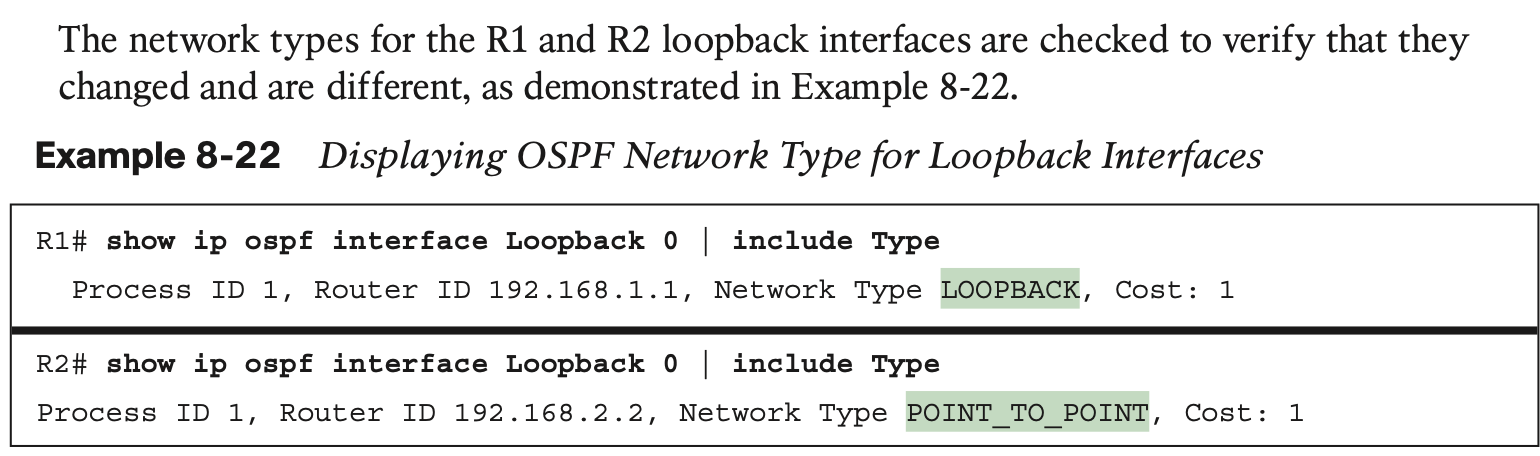 The network types for the R1 and R2 loopback interfaces are checked to verify that they
changed and are different, as demonstrated in Example 8-22.
Example 8-22 Displaying OSPF Network Type for Loopback Interfaces
R1# show ip ospf interface Loopback 0 | include Type
Process ID 1, Router ID 192.168.1.1, Network Type LOOPBACK, Cost: 1
R2# show ip ospf interface Loopback 0 | include Type
Process ID 1, Router ID 192.168.2.2, Network Type POINT_TO_POINT, Cost: 1